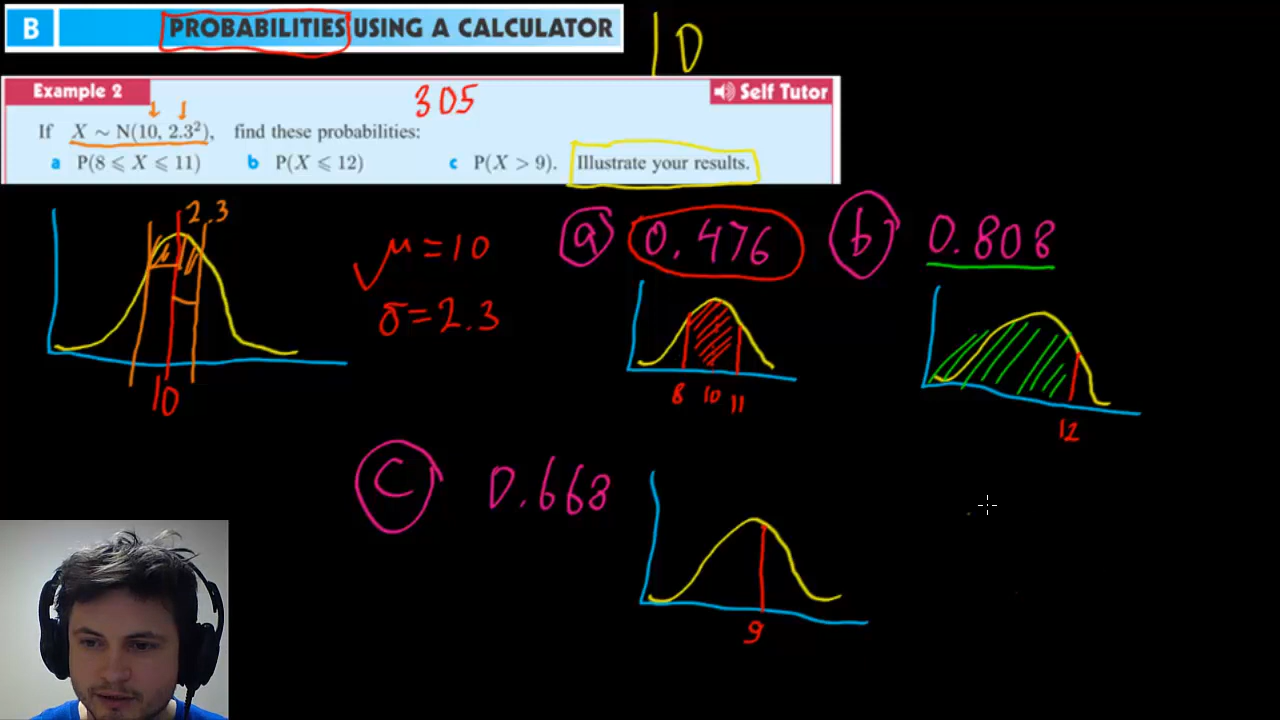 B PROBABILITIES USING A CALCULATOR
10
Example 2
305
Self Tutor
If X ~ N(10, 2.3²), find these probabilities:
a P(8 ⩽ X ⩽ 11) b P(X ⩽ 12) c P(X > 9). Illustrate your results.
2.3
10
μ = 10
σ = 2.3
a 0.476
8 10 11
b 0.808
12
c 0.668
9